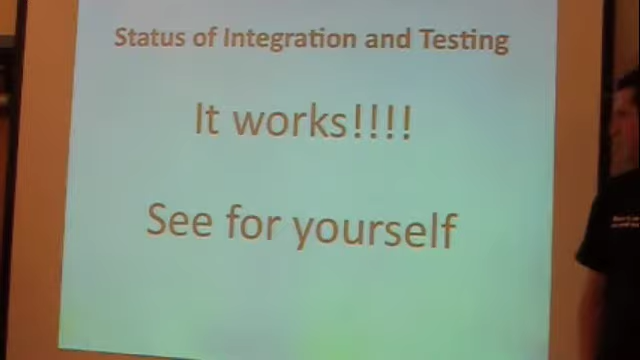 Status of Integration and Testing
It works!!!!
See for yourself